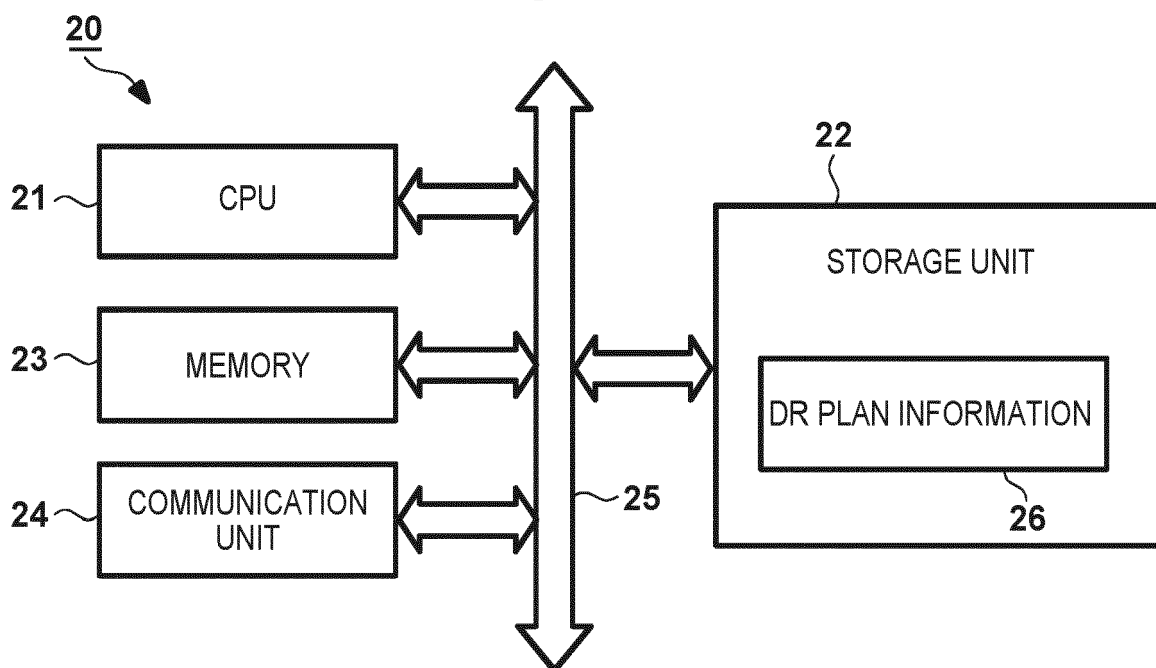 20
22
21
CPU
STORAGE UNIT
23
MEMORY
DR PLAN INFORMATION
24
COMMUNICATION
UNIT
25
26